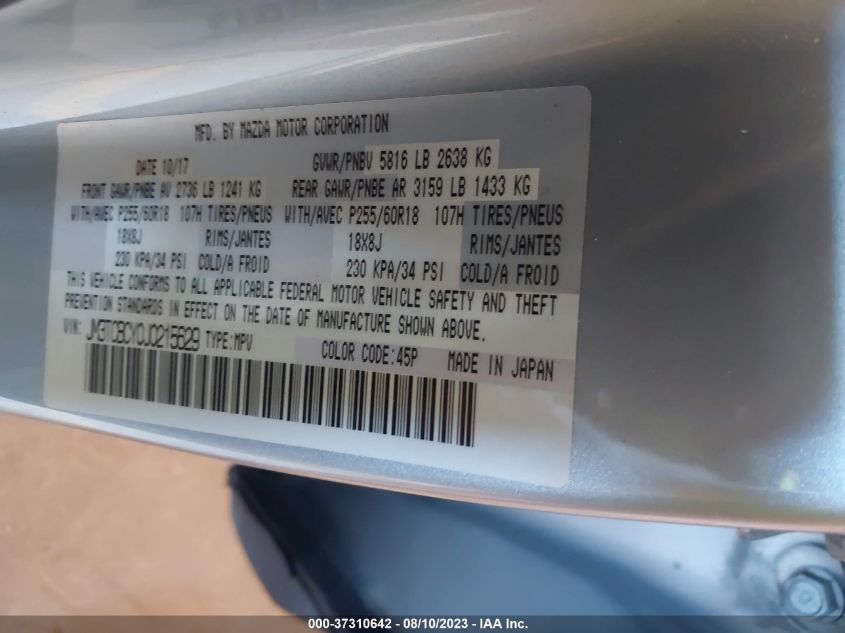 MFD. BY MAZDA MOTOR CORPORATION
DATE 10/17 GVWR/PNBV 5816 LB 2638 KG
FRONT GAWR/PNBE AV 2736 LB 1241 KG REAR GAWR/PNBE AR 3159 LB 1433 KG
WITH/AVEC P255/60R18 107H TIRES/PNEUS WITH/AVEC P255/60R18 107H TIRES/PNEUS
18X8J RIMS/JANTES 18X8J RIMS/JANTES
230 KPA/34 PSI COLD/A FROID 230 KPA/34 PSI COLD/A FROID
THIS VEHICLE CONFORMS TO ALL APPLICABLE FEDERAL MOTOR VEHICLE SAFETY AND THEFT
PREVENTION STANDARDS IN EFFECT ON THE DATE OF MANUFACTURE SHOWN ABOVE.
VIN: JM3TCBCY0J0215629 TYPE:MPV
COLOR CODE:45P MADE IN JAPAN
000-37310642 - 08/10/2023 - IAA Inc.